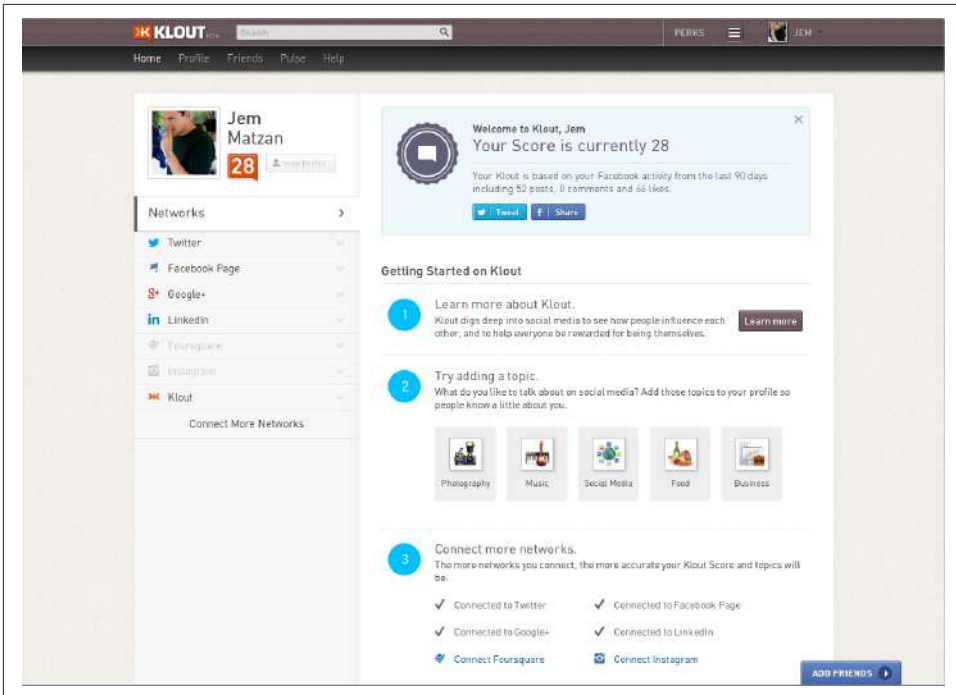 KLOUT BETA
Search
PERKS
JEM
Home Profile Friends Pulse Help
Jem
Matzan
28
View Profile
Networks
Twitter
Facebook Page
Google+
LinkedIn
Foursquare
Instagram
Klout
Connect More Networks
Welcome to Klout, Jem
Your Score is currently 28
Your Klout is based on your Facebook activity from the last 90 days
including 52 posts, 0 comments and 66 likes.
Tweet Share
Getting Started on Klout
1
Learn more about Klout.
Klout digs deep into social media to see how people influence each
other, and to help everyone be rewarded for being themselves.
Learn more
2
Try adding a topic.
What do you like to talk about on social media? Add those topics to your profile so
people know a little about you.
Photography Music Social Media Food Business
3
Connect more networks.
The more networks you connect, the more accurate your Klout Score and topics will
be.
Connected to Twitter Connected to Facebook Page
Connected to Google+ Connected to LinkedIn
Connect Foursquare Connect Instagram
ADD FRIENDS